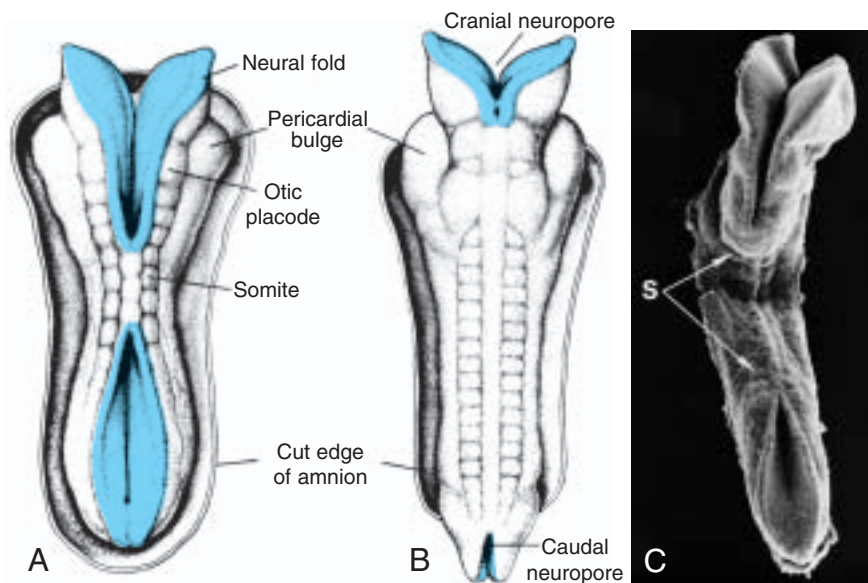 Cranial neuropore
Neural fold
Pericardial
bulge
Otic
placode
Somite
S
Cut edge
of amnion
Caudal
neuropore
A
B
C